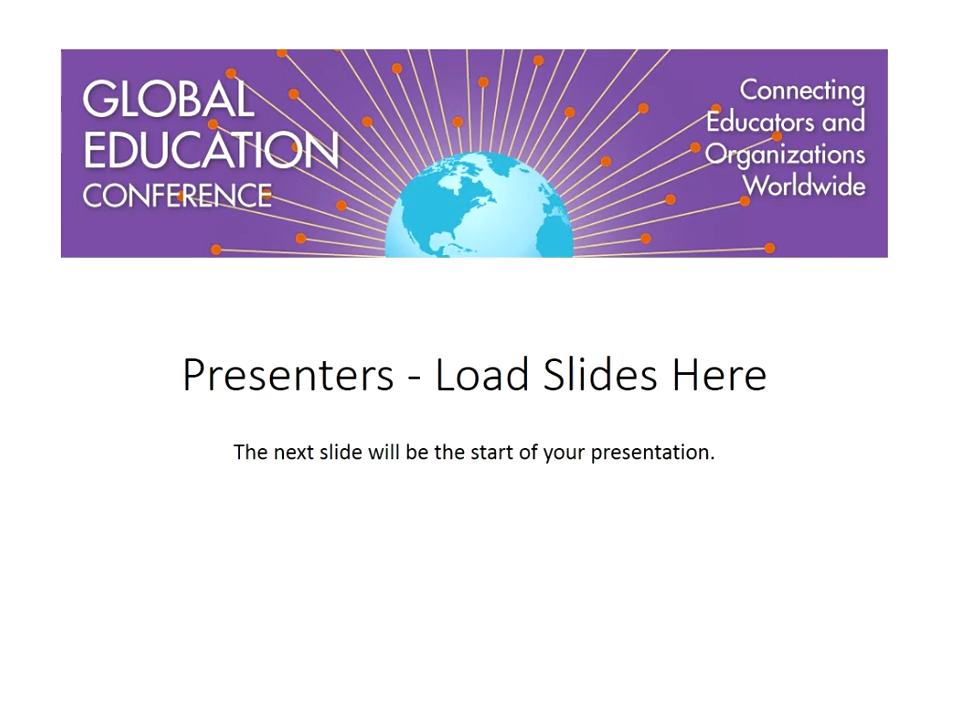 GLOBAL
EDUCATION
CONFERENCE
Connecting
Educators and
Organizations
Worldwide
Presenters - Load Slides Here
The next slide will be the start of your presentation.